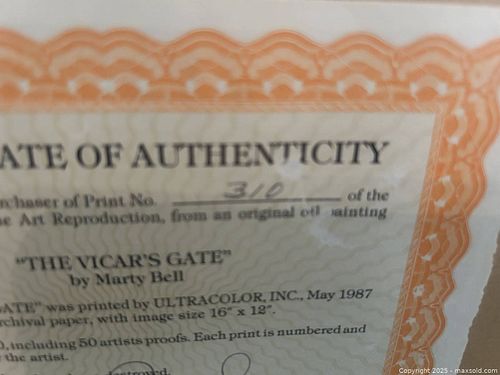 ATE OF AUTHENTICITY
rchaser of Print No. 310 of the
e Art Reproduction, from an original oil ainting
"THE VICAR'S GATE"
by Marty Bell
GATE" was printed by ULTRACOLOR, INC., May 1987
rchival paper, with image size 16" x 12".
0, including 50 artists proofs. Each print is numbered and
the artist.
destroyed.
Copyright 2025 - maxsold.com